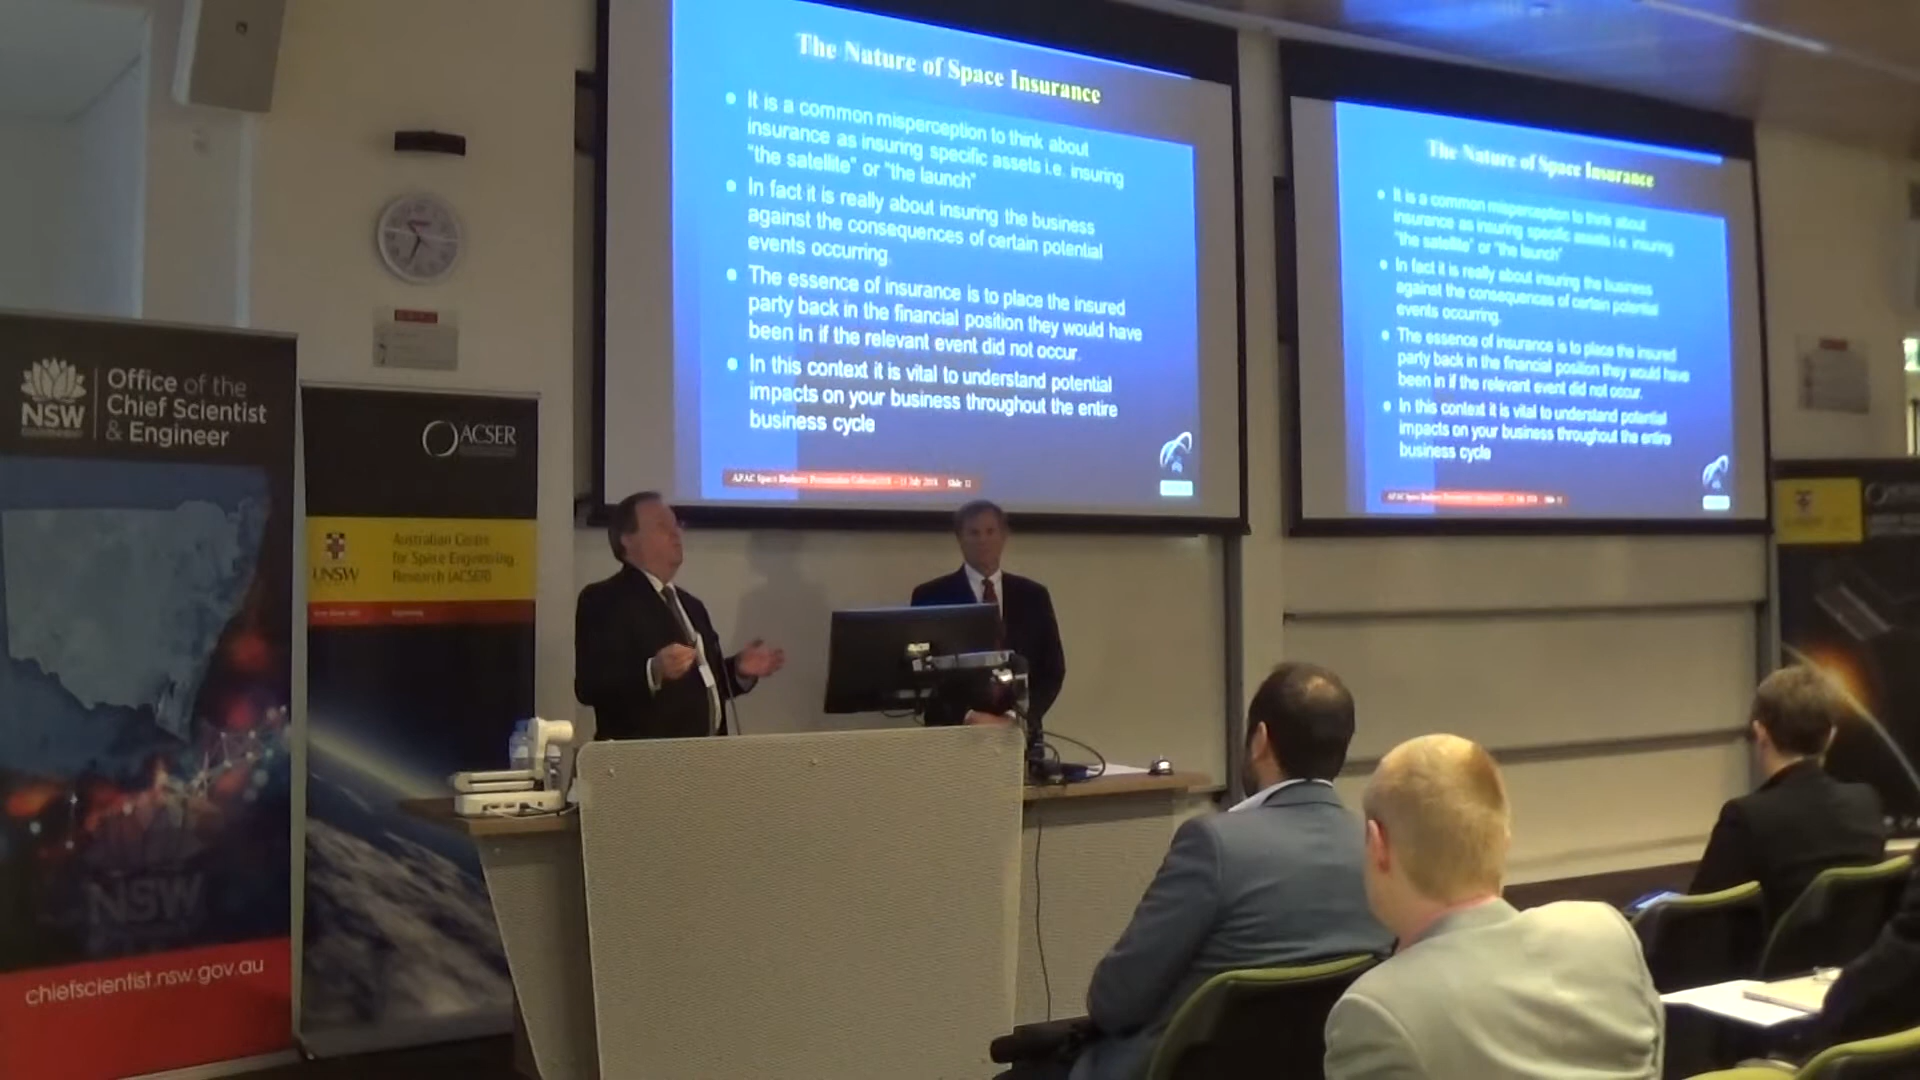 The Nature of Space Insurance
It is a common misperception to think about
insurance as insuring specific assets i.e. insuring
"the satellite" or "the launch"
In fact it is really about insuring the business
against the consequences of certain potential
events occurring.
The essence of insurance is to place the insured
party back in the financial position they would have
been in if the relevant event did not occur.
In this context it is vital to understand potential
impacts on your business throughout the entire
business cycle
APAC Space Business Presentation
July 2018 Slide 12
The Nature of Space Insurance
It is a common misperception to think about
insurance as insuring specific assets i.e. insuring
"the satellite" or "the launch"
In fact it is really about insuring the business
against the consequences of certain potential
events occurring.
The essence of insurance is to place the insured
party back in the financial position they would have
been in if the relevant event did not occur.
In this context it is vital to understand potential
impacts on your business throughout the entire
business cycle
NSW
GOVERNMENT
Office of the
Chief Scientist
& Engineer
NSW
chiefscientist.nsw.gov.au
ACSER
UNSW
Australian Centre
for Space Engineering
Research (ACSER)